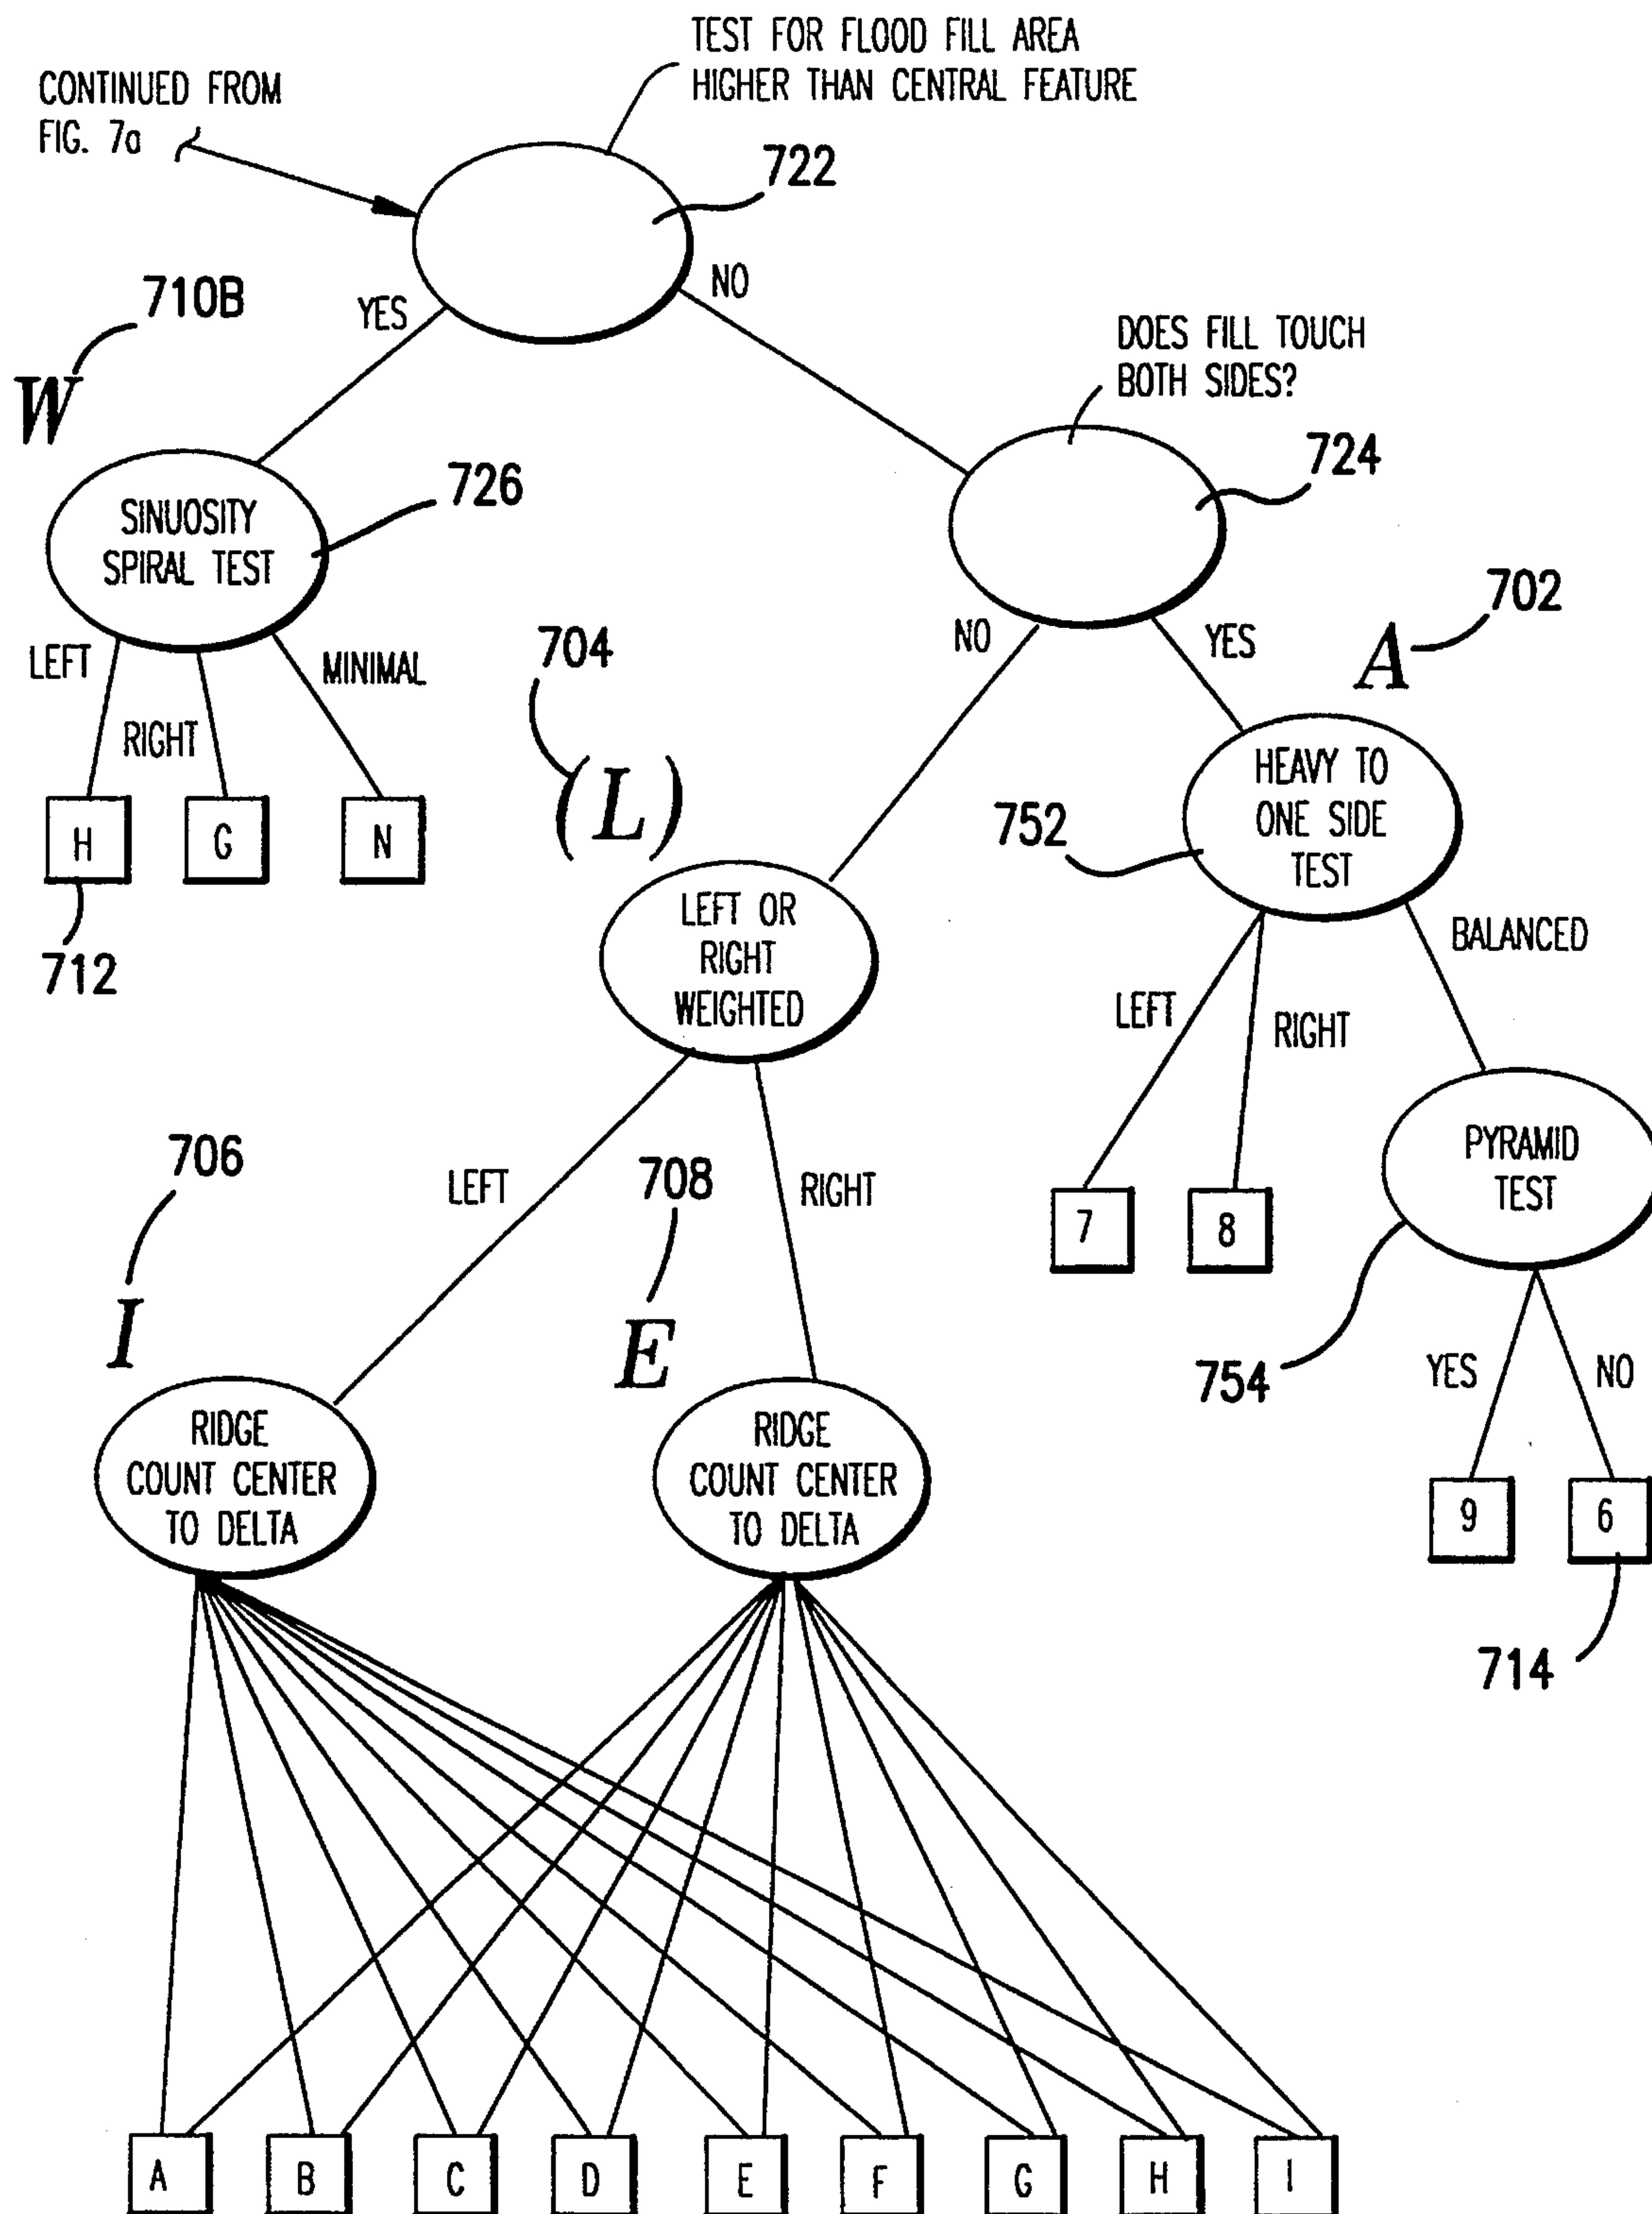 TEST FOR FLOOD FILL AREA
HIGHER THAN CENTRAL FEATURE
CONTINUED FROM
FIG. 7a
722
710B
YES
NO
DOES FILL TOUCH
BOTH SIDES?
W
726
724
SINUOSITY
SPIRAL TEST
702
704
NO
YES
A
LEFT
MINIMAL
RIGHT
(L)
HEAVY TO
ONE SIDE
TEST
752
H
G
N
712
LEFT OR
RIGHT
WEIGHTED
BALANCED
LEFT
RIGHT
PYRAMID
TEST
706
708
LEFT
RIGHT
7
8
I
E
754
YES
NO
RIDGE
COUNT CENTER
TO DELTA
RIDGE
COUNT CENTER
TO DELTA
9
6
714
A
B
C
D
E
F
G
H
I